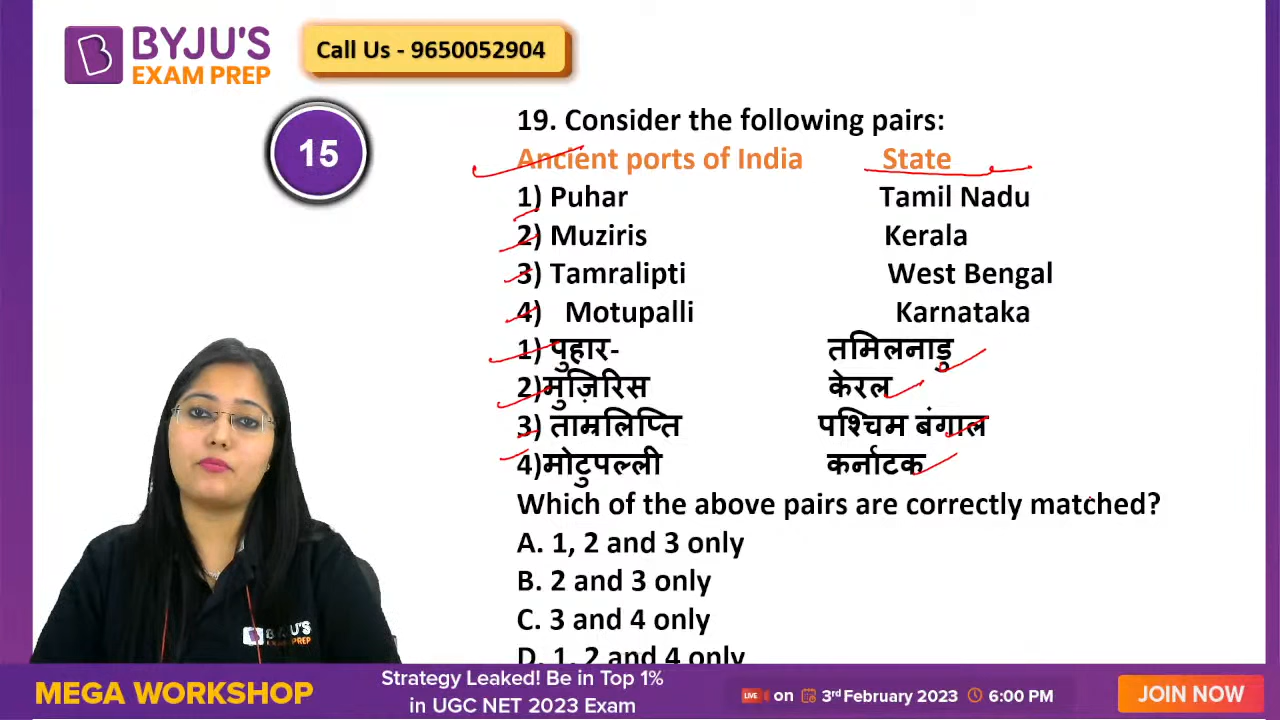 BYJU'S
EXAM PREP
Call Us - 9650052904
15
19. Consider the following pairs:
Ancient ports of India State
1) Puhar Tamil Nadu
2) Muziris Kerala
3) Tamralipti West Bengal
4) Motupalli Karnataka
1) पुहार- तमिलनाडु
2)मुज़िरिस केरल
3) ताम्रलिप्ति पश्चिम बंगाल
4)मोटुपल्ली कर्नाटक
Which of the above pairs are correctly matched?
A. 1, 2 and 3 only
B. 2 and 3 only
C. 3 and 4 only
D. 1, 2 and 4 only
BYJU'S
EXAM PREP
MEGA WORKSHOP
Strategy Leaked! Be in Top 1%
in UGC NET 2023 Exam
LIVE on 3rd February 2023 6:00 PM
JOIN NOW